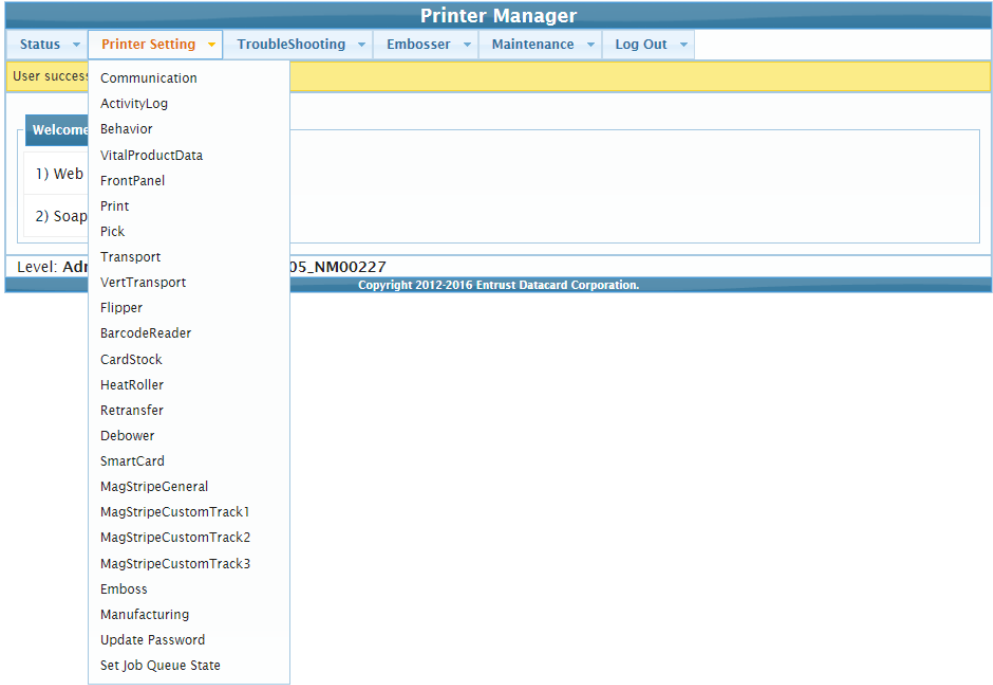 Printer Manager
Status Printer Setting TroubleShooting Embosser Maintenance Log Out
User success
Communication
ActivityLog
Welcome
Behavior
VitalProductData
1) Web
FrontPanel
Print
2) Soap
Pick
Transport
Level: Adr 05_NM00227
VertTransport
Copyright 2012-2016 Entrust Datacard Corporation.
Flipper
BarcodeReader
CardStock
HeatRoller
Retransfer
Debower
SmartCard
MagStripeGeneral
MagStripeCustomTrack1
MagStripeCustomTrack2
MagStripeCustomTrack3
Emboss
Manufacturing
Update Password
Set Job Queue State